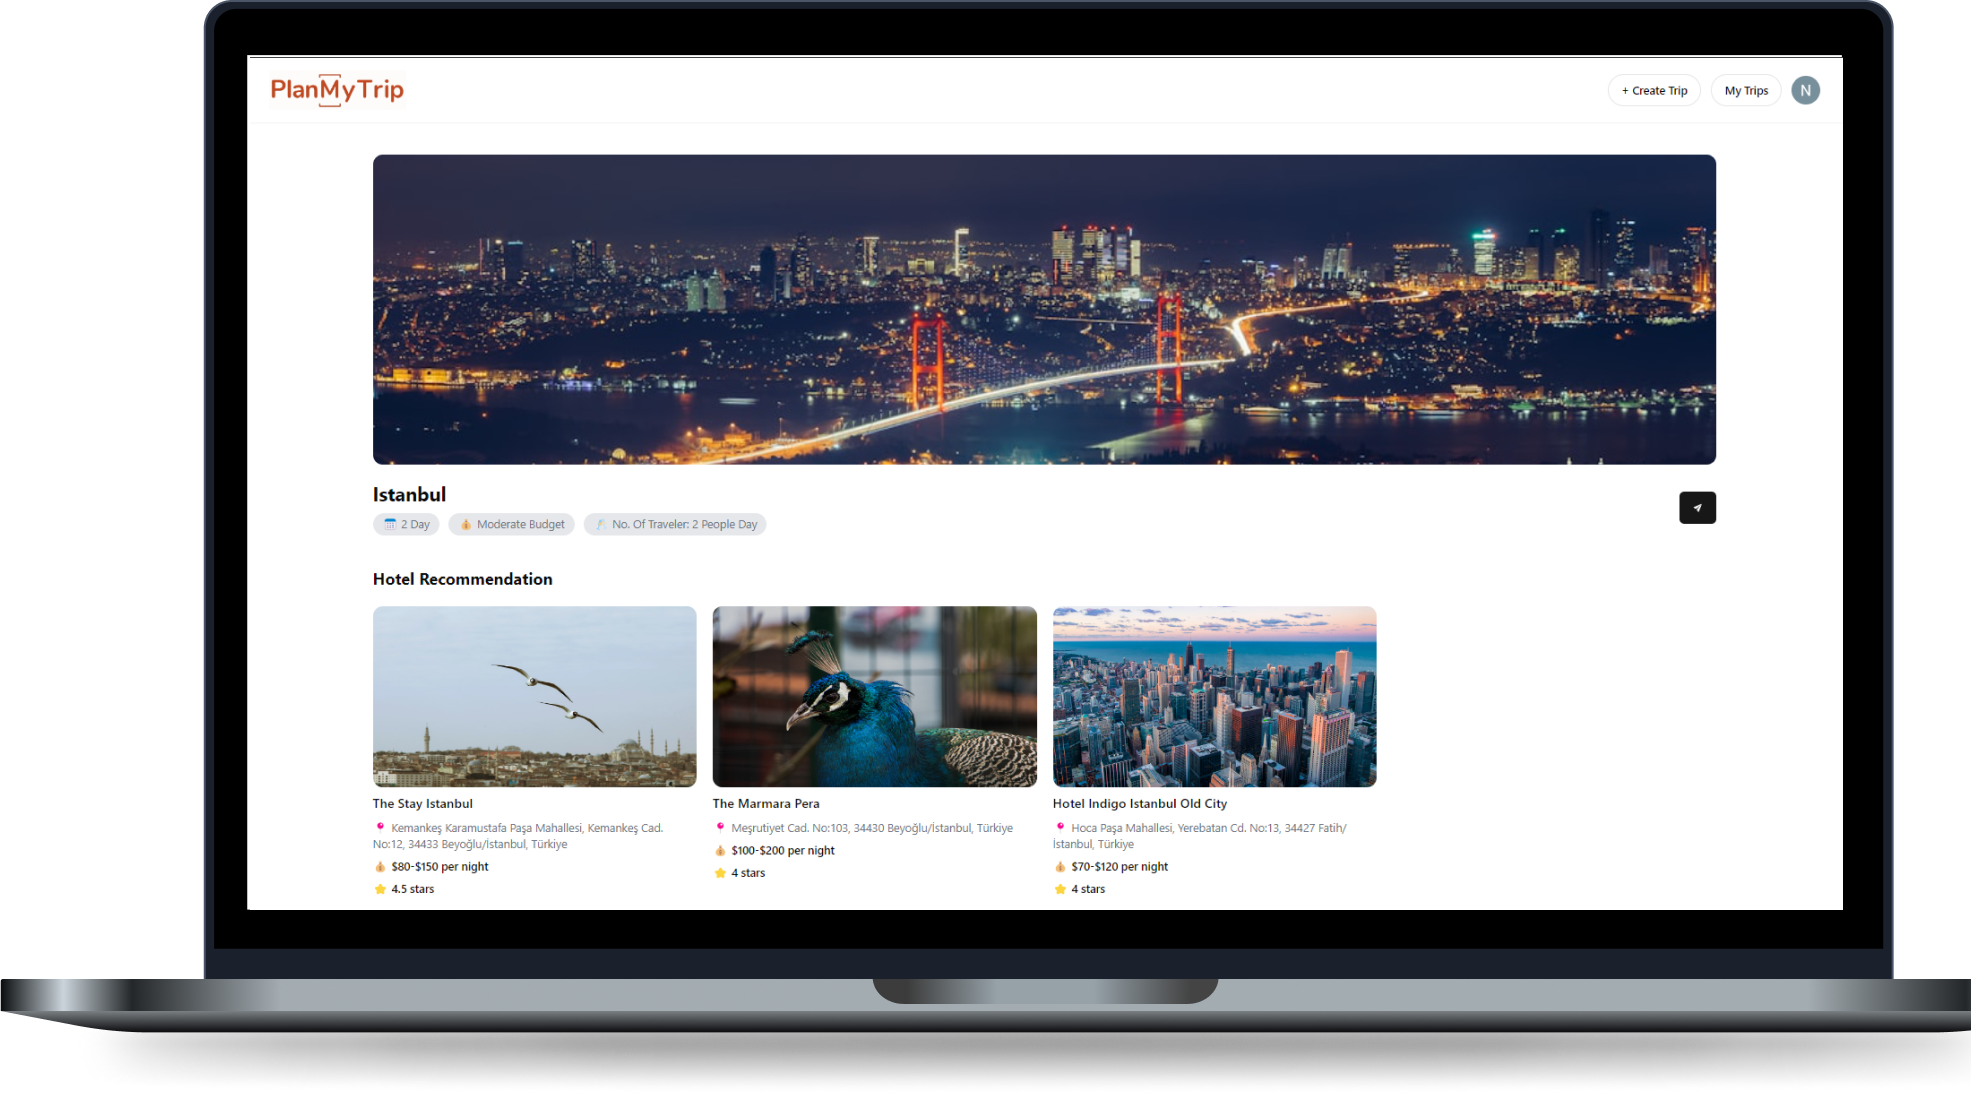 PlanMyTrip
+ Create Trip
My Trips
N
Istanbul
2 Day
Moderate Budget
No. Of Traveler: 2 People Day
Hotel Recommendation
The Stay Istanbul
Kemankeş Karamustafa Paşa Mahallesi, Kemankeş Cad.
No:12, 34433 Beyoğlu/İstanbul, Türkiye
$80-$150 per night
4.5 stars
The Marmara Pera
Meşrutiyet Cad. No:103, 34430 Beyoğlu/İstanbul, Türkiye
$100-$200 per night
4 stars
Hotel Indigo Istanbul Old City
Hoca Paşa Mahallesi, Yerebatan Cd. No:13, 34427 Fatih/
İstanbul, Türkiye
$70-$120 per night
4 stars